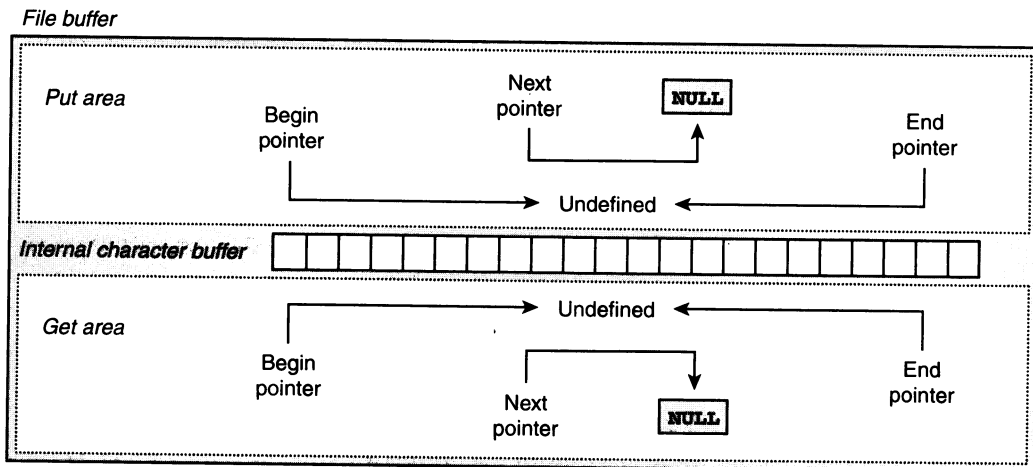 File buffer
Put area
Begin
pointer
Next
pointer
NULL
End
pointer
Undefined
Internal character buffer
Get area
Undefined
Begin
pointer
Next
pointer
NULL
End
pointer